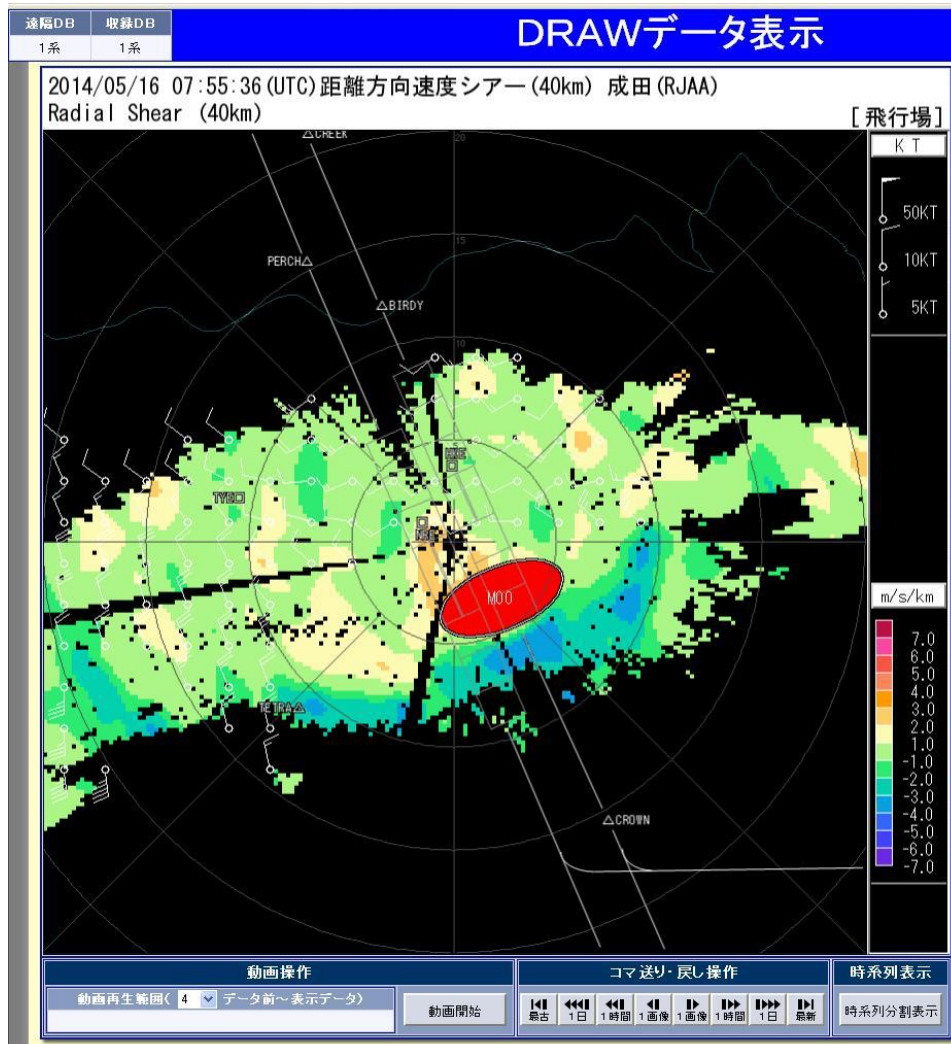 遠隔DB 収録DB
1系 1系
DRAWデータ表示
2014/05/16 07:55:36(UTC)距離方向速度シアー(40km) 成田(RJAA)
Radial Shear (40km)
[飛行場]
KT
50KT
10KT
5KT
△CREEK
20
15
PERCH△
△BIRDY
10
TYE
M00
TETRA△
△CROWN
m/s/km
7.0
6.0
5.0
4.0
3.0
2.0
1.0
-1.0
-2.0
-3.0
-4.0
-5.0
-6.0
-7.0
動画操作
コマ送り・戻し操作
時系列表示
動画再生範囲( 4 データ前~表示データ)
動画開始
最古 1日 1時間 1画像 1画像 1時間 1日 最新
時系列分割表示